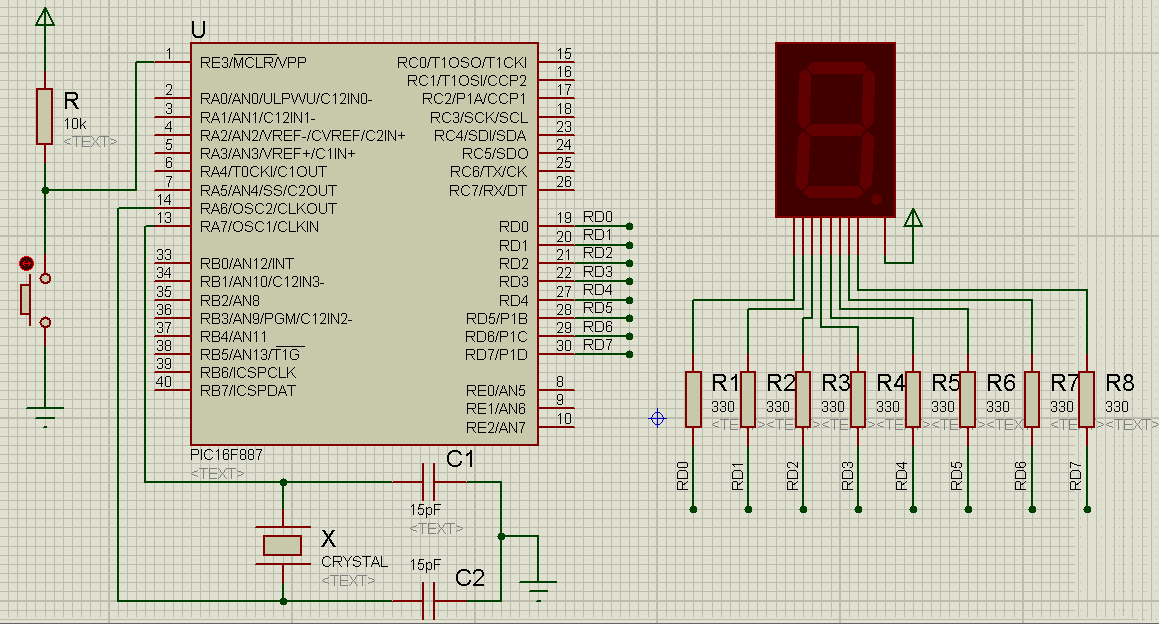 U
1 RE3/MCLR/VPP RC0/T1OSO/T1CKI 15
RC1/T1OSI/CCP2 16
2 RA0/AN0/ULPWU/C12IN0- RC2/P1A/CCP1 17
3 RA1/AN1/C12IN1- RC3/SCK/SCL 18
4 RA2/AN2/VREF-/CVREF/C2IN+ RC4/SDI/SDA 23
5 RA3/AN3/VREF+/C1IN+ RC5/SDO 24
6 RA4/T0CKI/C1OUT RC6/TX/CK 25
7 RA5/AN4/SS/C2OUT RC7/RX/DT 26
14 RA6/OSC2/CLKOUT
13 RA7/OSC1/CLKIN RD0 19 RD0
RD1 20 RD1
33 RB0/AN12/INT RD2 21 RD2
34 RB1/AN10/C12IN3- RD3 22 RD3
35 RB2/AN8 RD4 27 RD4
36 RB3/AN9/PGM/C12IN2- RD5/P1B 28 RD5
37 RB4/AN11 RD6/P1C 29 RD6
38 RB5/AN13/T1G RD7/P1D 30 RD7
39 RB6/ICSPCLK
40 RB7/ICSPDAT RE0/AN5 8
RE1/AN6 9
RE2/AN7 10
PIC16F887
<TEXT>
R
10k
<TEXT>
C1
15pF
<TEXT>
X
CRYSTAL
<TEXT>
15pF
C2
R1 R2 R3 R4 R5 R6 R7 R8
330 330 330 330 330 330 330 330
<TE <TEX <TEX <TEX <TEX <TEX <TE <TEXT>
RD0 RD1 RD2 RD3 RD4 RD5 RD6 RD7